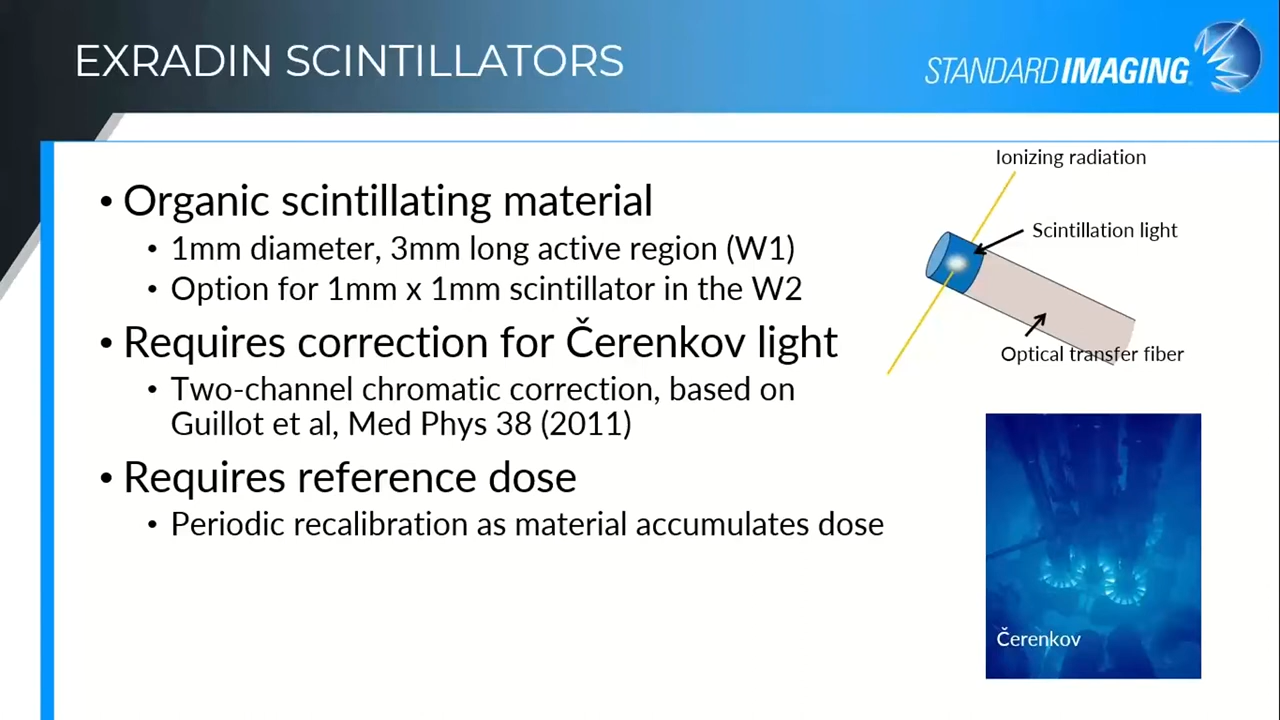 EXRADIN SCINTILLATORS
STANDARD IMAGING
• Organic scintillating material
• 1mm diameter, 3mm long active region (W1)
• Option for 1mm x 1mm scintillator in the W2
• Requires correction for Čerenkov light
• Two-channel chromatic correction, based on
Guillot et al, Med Phys 38 (2011)
• Requires reference dose
• Periodic recalibration as material accumulates dose
Ionizing radiation
Scintillation light
Optical transfer fiber
Čerenkov